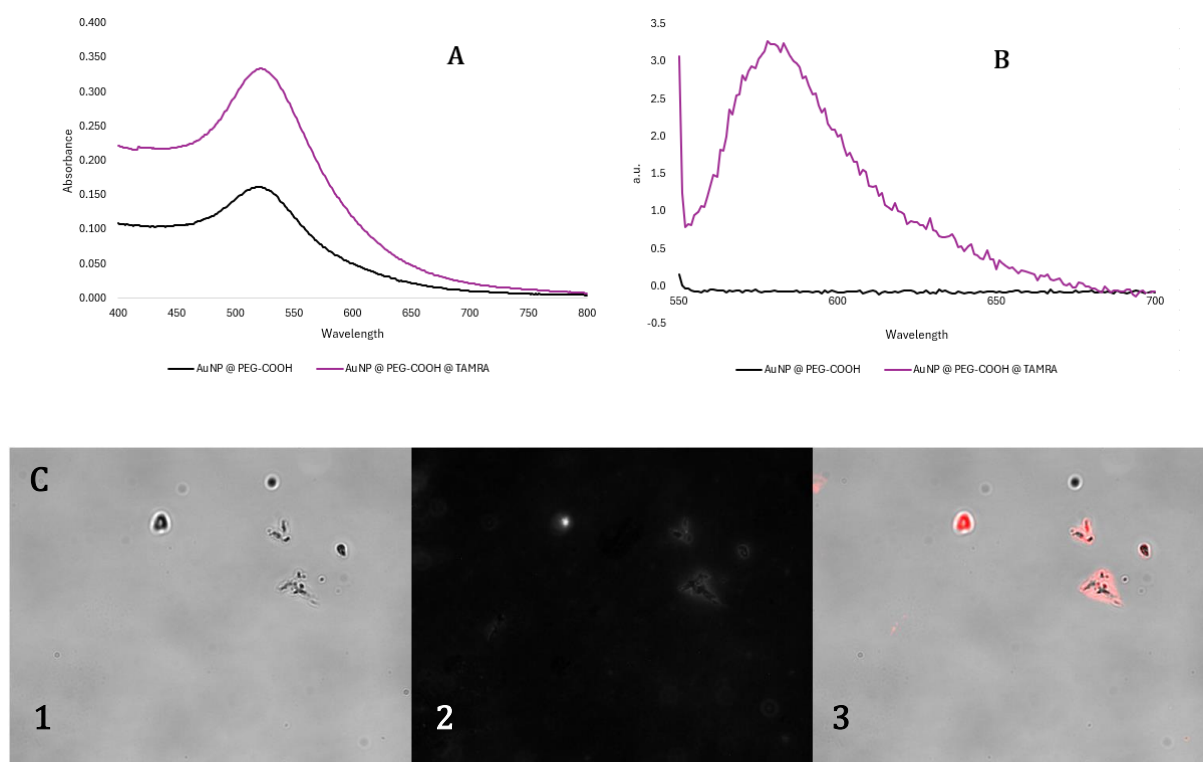 A
0.400
0.350
0.300
0.250
0.200
0.150
0.100
0.050
0.000
Absorbance
400 450 500 550 600 650 700 750 800
Wavelength
AuNP @ PEG-COOH AuNP @ PEG-COOH @ TAMRA
B
3.5
3.0
2.5
2.0
1.5
1.0
0.5
0.0
-0.5
a.u.
550 600 650 700
Wavelength
AuNP @ PEG-COOH AuNP @ PEG-COOH @ TAMRA
C
1 2 3